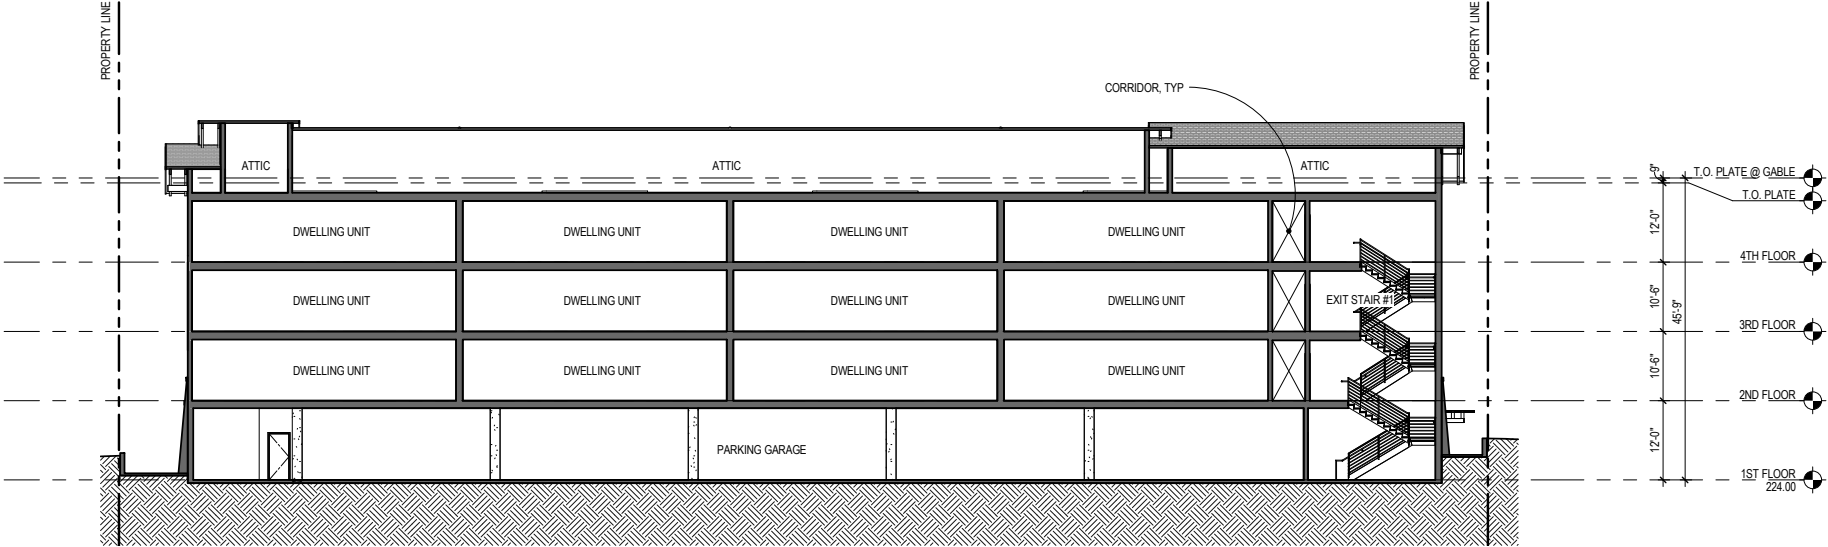 PROPERTY LINE
PROPERTY LINE
CORRIDOR, TYP
ATTIC
ATTIC
ATTIC
9"
T.O. PLATE @ GABLE
T.O. PLATE
DWELLING UNIT
DWELLING UNIT
DWELLING UNIT
DWELLING UNIT
12'-0"
4TH FLOOR
DWELLING UNIT
DWELLING UNIT
DWELLING UNIT
DWELLING UNIT
EXIT STAIR #1
10'-6"
45'-9"
3RD FLOOR
DWELLING UNIT
DWELLING UNIT
DWELLING UNIT
DWELLING UNIT
10'-6"
2ND FLOOR
PARKING GARAGE
12'-0"
1ST FLOOR
224.00